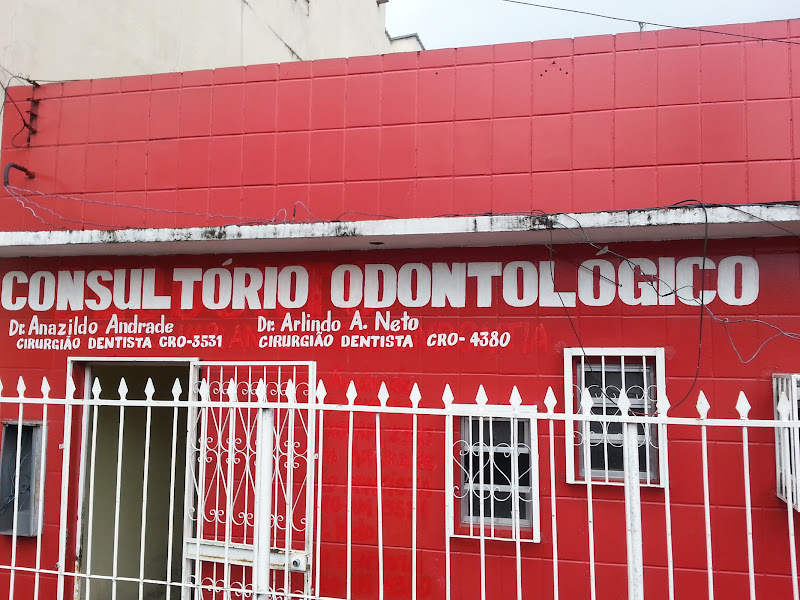 CONSULTÓRIO ODONTOLÓGICO
Dr. Anazildo Andrade Dr. Arlindo A. Neto
CIRURGIÃO DENTISTA CRO-3531 CIRURGIÃO DENTISTA CRO-4380